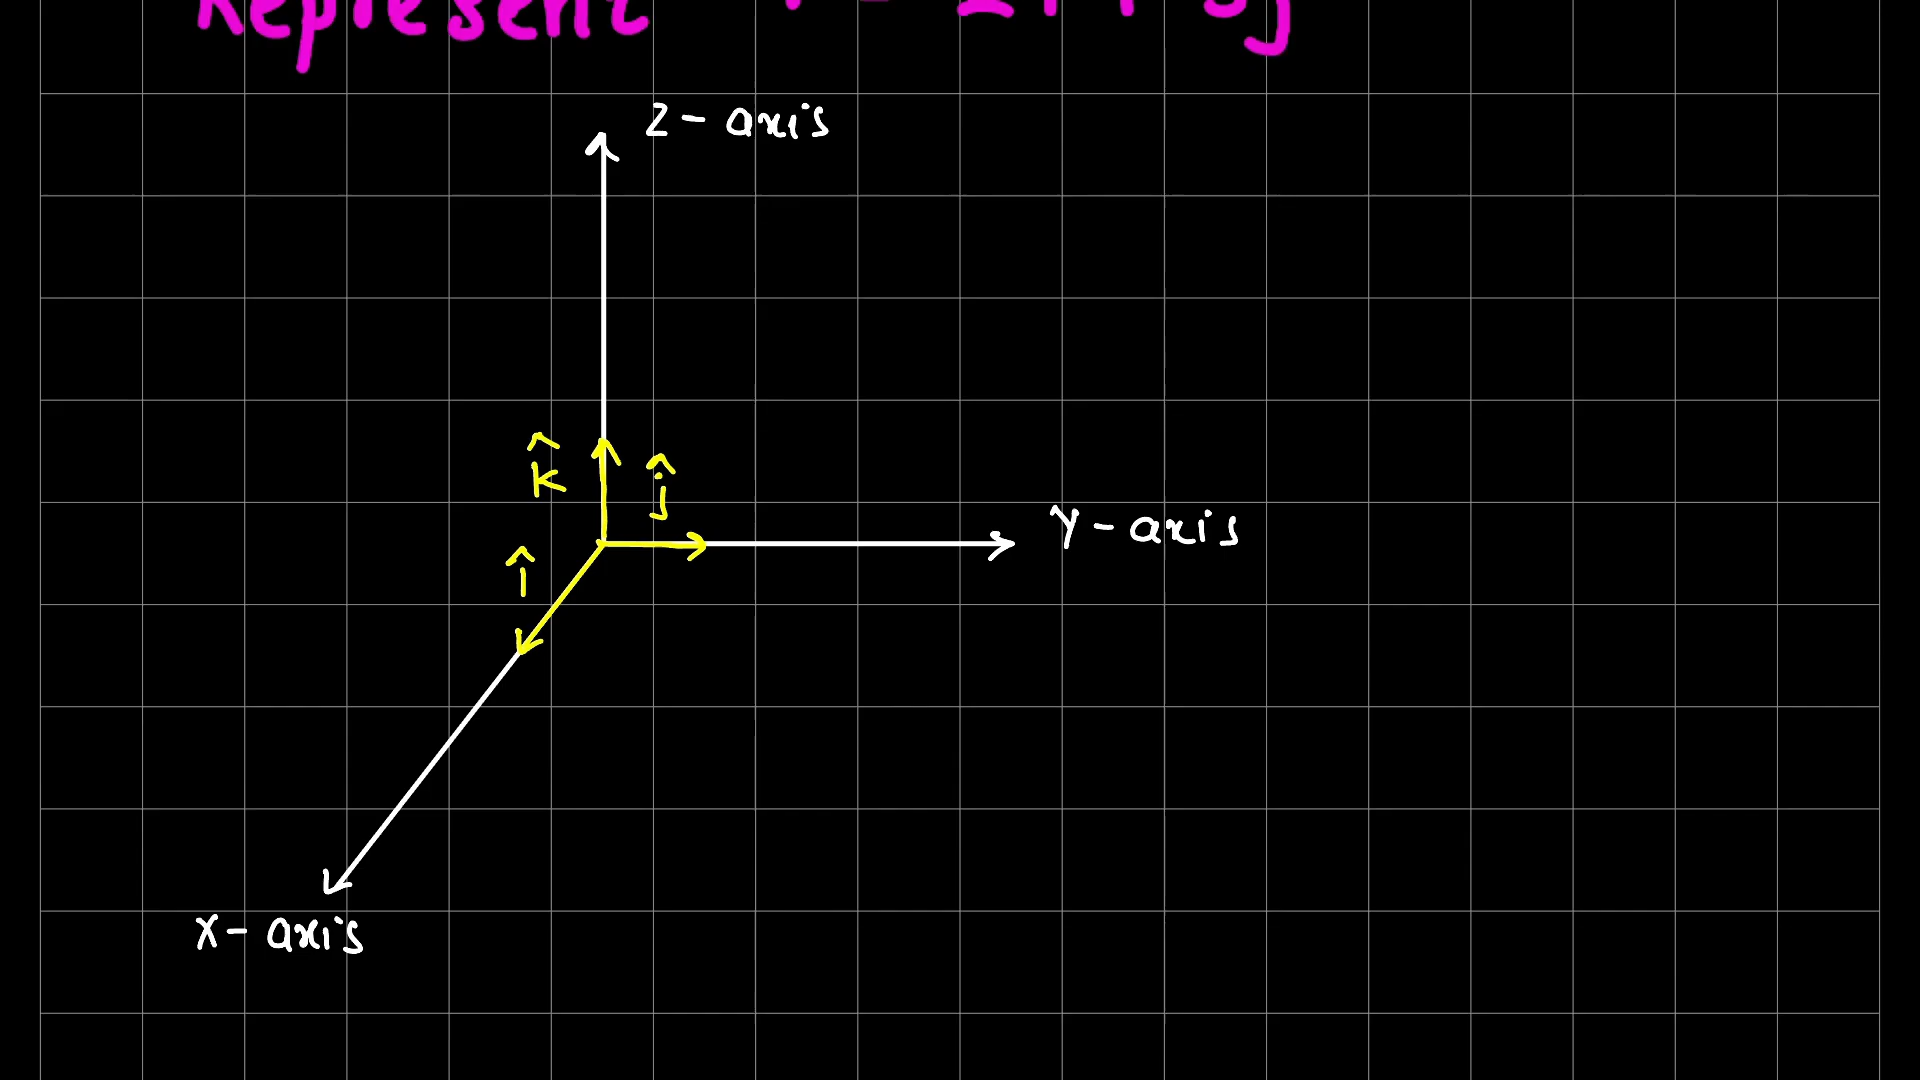 Represent
z-axis
k̂
ĵ
y-axis
î
x-axis